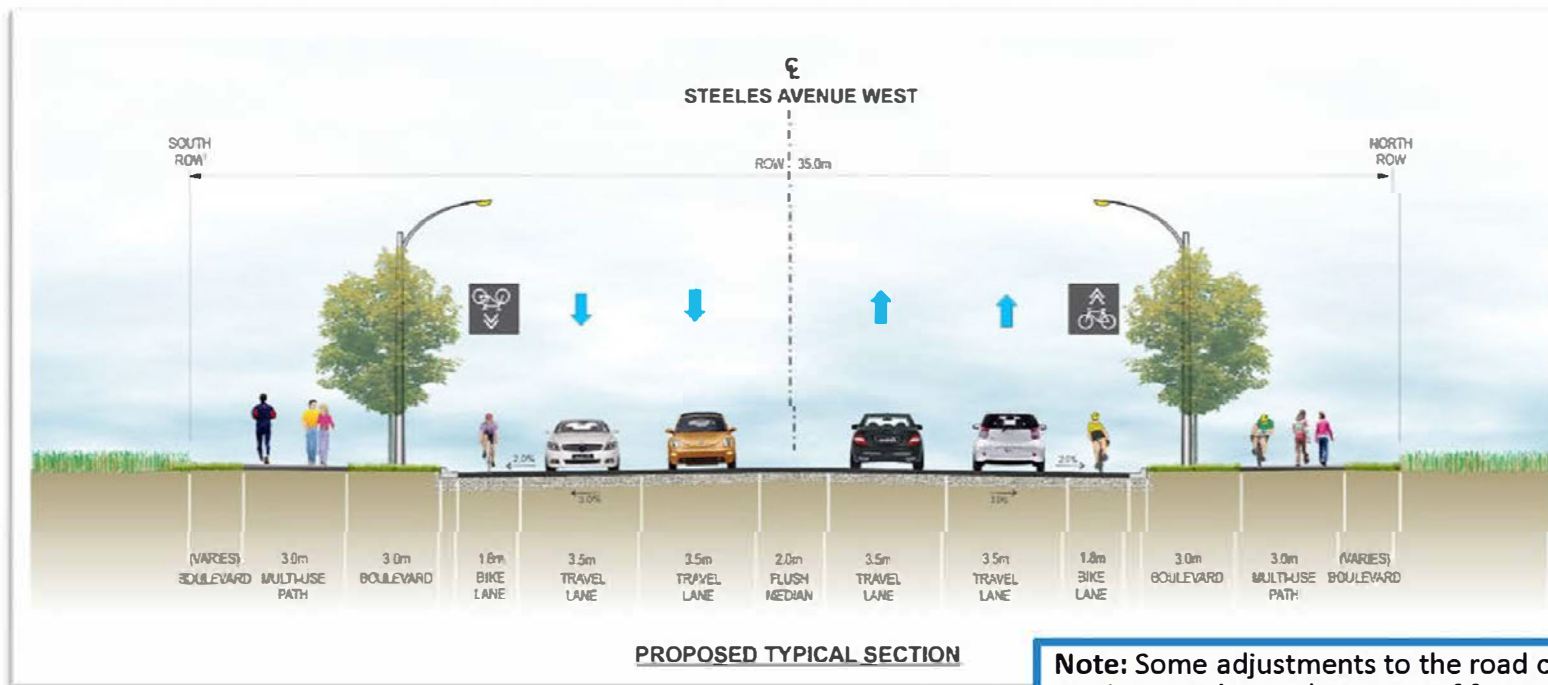 ℄
STEELES AVENUE WEST
SOUTH
ROW
ROW 35.0m
NORTH
ROW
2.0%
2.0%
2.0%
(VARIES)
BOULEVARD
3.0m
MULTI-USE
PATH
3.0m
BOULEVARD
1.8m
BIKE
LANE
3.5m
TRAVEL
LANE
3.5m
TRAVEL
LANE
2.0m
FLUSH
MEDIAN
3.5m
TRAVEL
LANE
3.5m
TRAVEL
LANE
1.8m
BIKE
LANE
3.0m
BOULEVARD
3.0m
MULTI-USE
PATH
(VARIES)
BOULEVARD
PROPOSED TYPICAL SECTION
Note: Some adjustments to the road